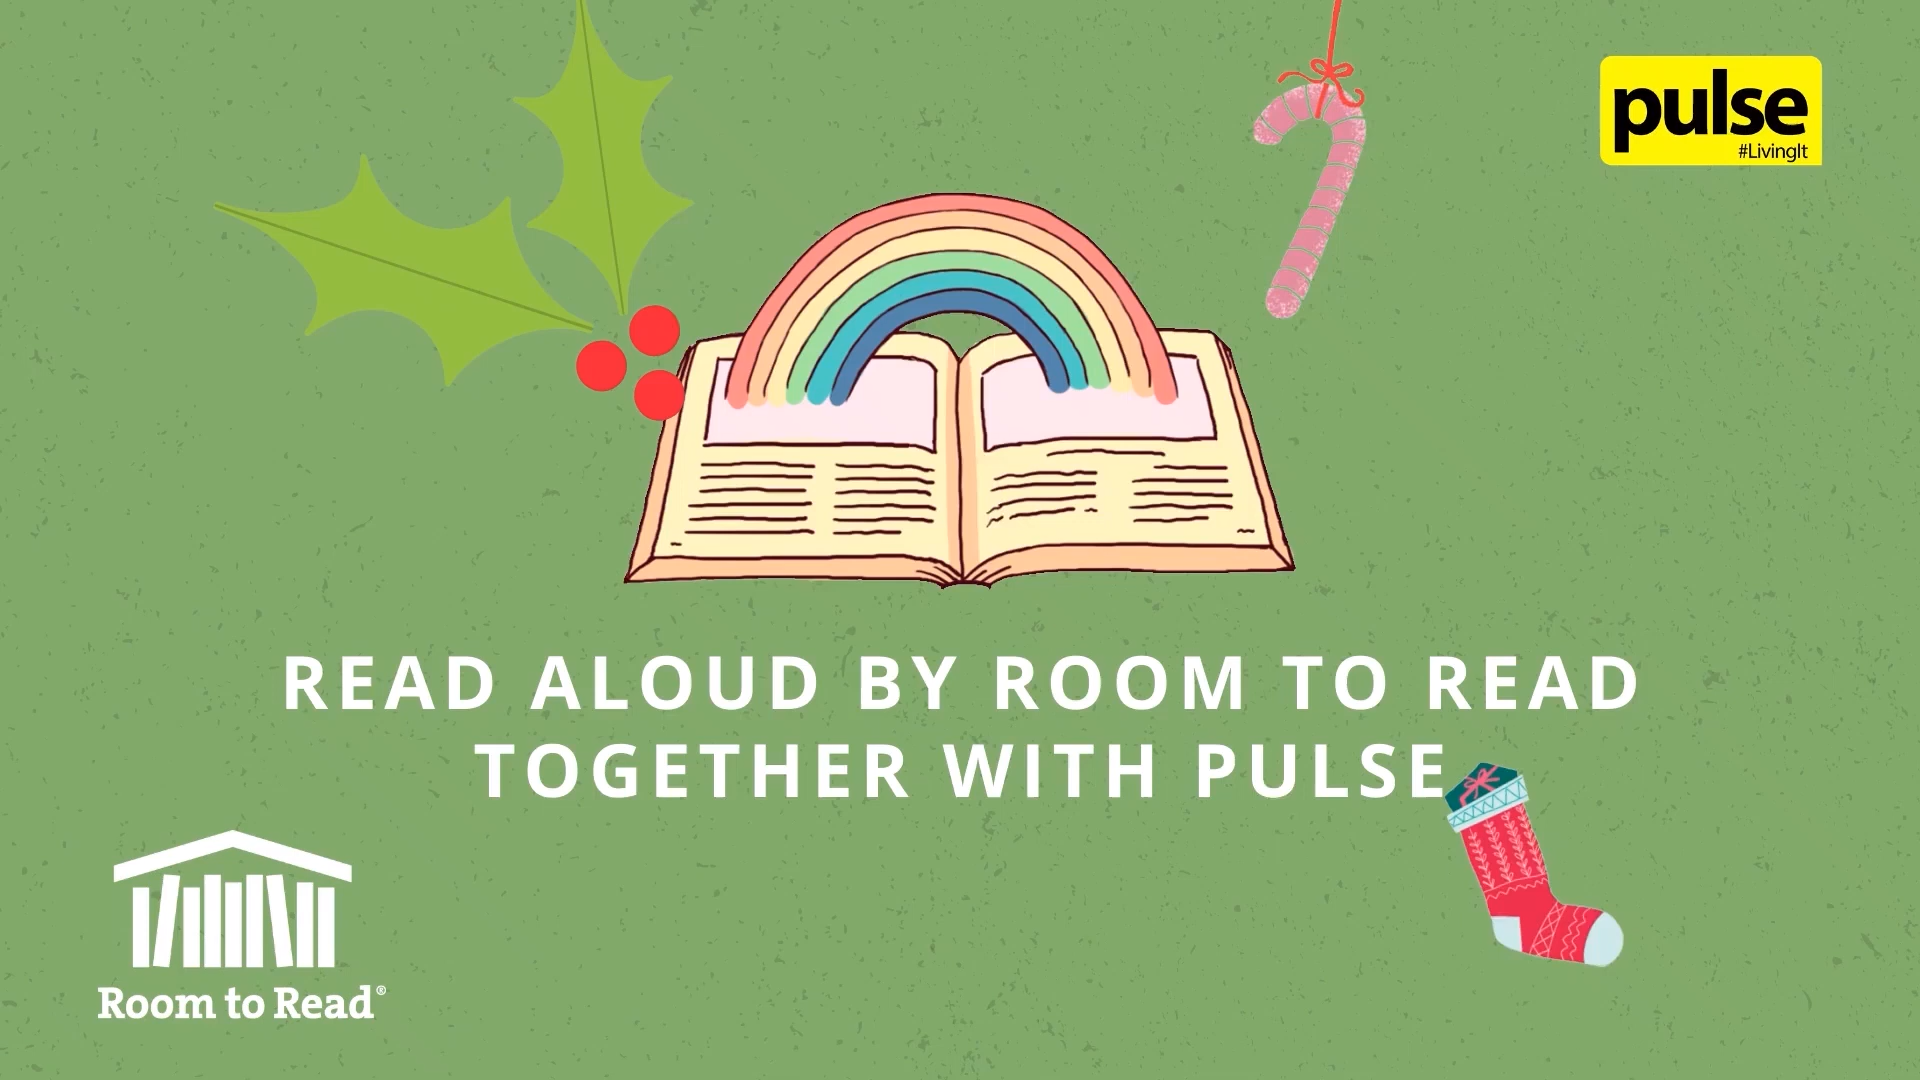 pulse
#LivingIt
READ ALOUD BY ROOM TO READ
TOGETHER WITH PULSE
Room to Read®